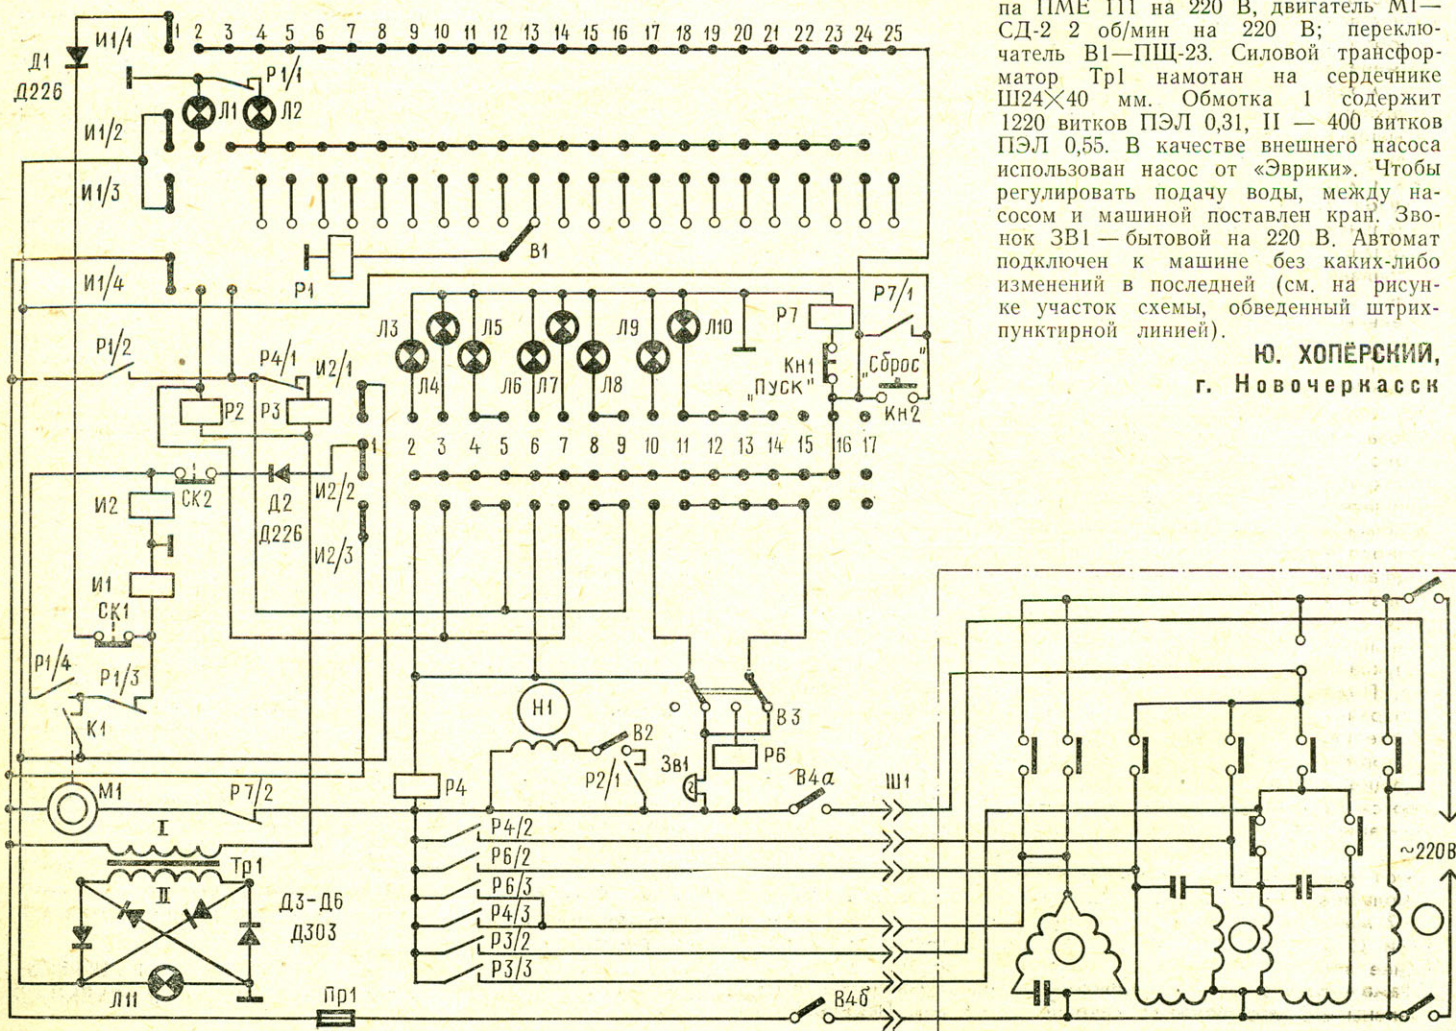 па ПМЕ 111 на 220 В, двигатель М1—
СД-2 2 об/мин на 220 В; переклю-
чатель В1—ПЩ-23. Силовой трансфор-
матор Тр1 намотан на сердечнике
Ш24×40 мм. Обмотка 1 содержит
1220 витков ПЭЛ 0,31, II — 400 витков
ПЭЛ 0,55. В качестве внешнего насоса
использован насос от «Эврики». Чтобы
регулировать подачу воды, между на-
сосом и машиной поставлен кран. Зво-
нок ЗВ1 — бытовой на 220 В. Автомат
подключен к машине без каких-либо
изменений в последней (см. на рисун-
ке участок схемы, обведенный штрих-
пунктирной линией).
Ю. ХОПЁРСКИЙ,
г. Новочеркасск
И1/1
1 2 3 4 5 6 7 8 9 10 11 12 13 14 15 16 17 18 19 20 21 22 23 24 25
Д1
Д226
Р1/1
Л1
Л2
И1/2
И1/3
В1
Р1
И1/4
Л3
Л5
Л9
Л10
Р7
Р7/1
Р1/2
Р4/1
И2/1
Л4
Л6
Л7
Л8
Кн1
"Пуск"
"Сброс"
Кн2
Р2
Р3
1 2 3 4 5 6 7 8 9 10 11 12 13 14 15 16 17
СК2
Д2
Д226
И2/2
И2
И2/3
И1
СК1
Р1/4
Р1/3
К1
Н1
В2
В3
М1
Р7/2
Р4
Р2/1
Зв1
Р6
В4а
Ш1
I
Тр1
II
Р4/2
Р6/2
Р6/3
Р4/3
Р3/2
Р3/3
Д3-Д6
Д303
Л11
Пр1
В4б
~220В